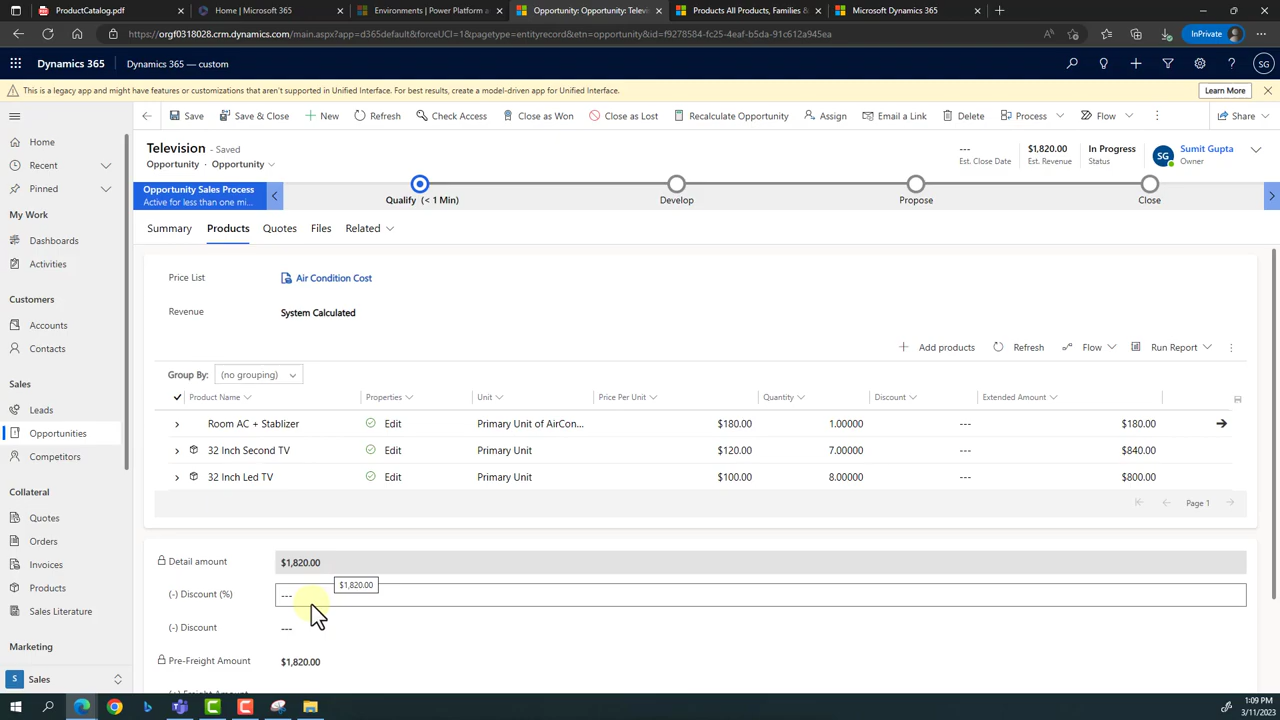 ProductCatalog.pdf
Home | Microsoft 365
Environments | Power Platform a
Opportunity: Opportunity: Televi
Products All Products, Families &
Microsoft Dynamics 365
https://orgf0318028.crm.dynamics.com/main.aspx?app=d365default&forceUCI=1&pagetype=entityrecord&etn=opportunity&id=f9278584-fc25-4eaf-b5da-91c612a945ea
InPrivate
Dynamics 365
Dynamics 365 — custom
SG
This is a legacy app and might have features or customizations that aren't supported in Unified Interface. For best results, create a model-driven app for Unified Interface.
Learn More
Save
Save & Close
New
Refresh
Check Access
Close as Won
Close as Lost
Recalculate Opportunity
Assign
Email a Link
Delete
Process
Flow
Share
Television - Saved
Opportunity · Opportunity
---
Est. Close Date
$1,820.00
Est. Revenue
In Progress
Status
SG
Sumit Gupta
Owner
Opportunity Sales Process
Active for less than one mi...
Qualify (< 1 Min)
Develop
Propose
Close
Summary
Products
Quotes
Files
Related
Home
Recent
Pinned
My Work
Dashboards
Activities
Customers
Accounts
Contacts
Sales
Leads
Opportunities
Competitors
Collateral
Quotes
Orders
Invoices
Products
Sales Literature
Marketing
S Sales
Price List
Air Condition Cost
Revenue
System Calculated
Add products
Refresh
Flow
Run Report
Group By: (no grouping)
Product Name Properties Unit Price Per Unit Quantity Discount Extended Amount
Room AC + Stablizer Edit Primary Unit of AirCon... $180.00 1.00000 --- $180.00
32 Inch Second TV Edit Primary Unit $120.00 7.00000 --- $840.00
32 Inch Led TV Edit Primary Unit $100.00 8.00000 --- $800.00
Page 1
Detail amount $1,820.00
$1,820.00
(-) Discount (%) ---
(-) Discount ---
Pre-Freight Amount $1,820.00
(+) Freight Amount
1:09 PM
3/11/2023